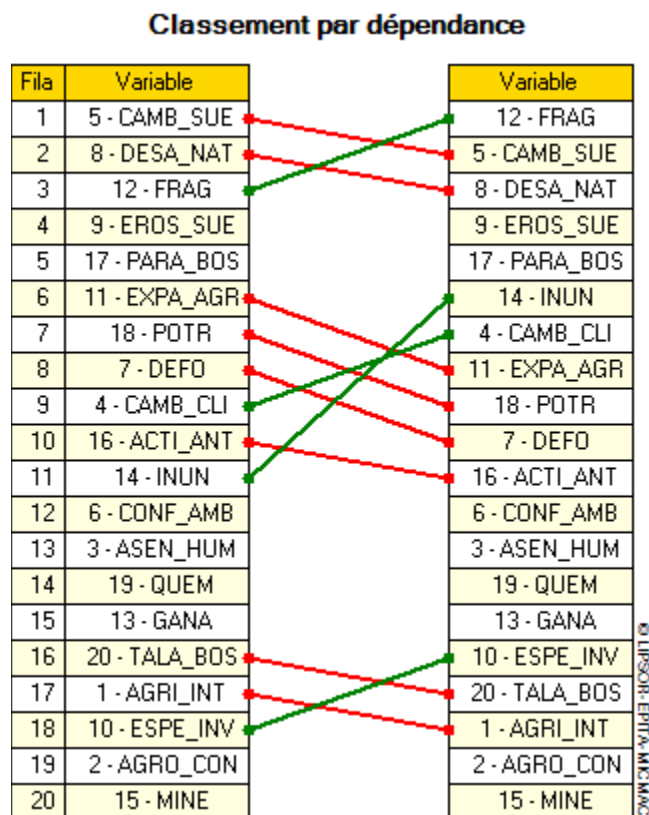 Classement par dépendance
Fila Variable Variable
1 5 - CAMB_SUE 12 - FRAG
2 8 - DESA_NAT 5 - CAMB_SUE
3 12 - FRAG 8 - DESA_NAT
4 9 - EROS_SUE 9 - EROS_SUE
5 17 - PARA_BOS 17 - PARA_BOS
6 11 - EXPA_AGR 14 - INUN
7 18 - POTR 4 - CAMB_CLI
8 7 - DEFO 11 - EXPA_AGR
9 4 - CAMB_CLI 18 - POTR
10 16 - ACTI_ANT 7 - DEFO
11 14 - INUN 16 - ACTI_ANT
12 6 - CONF_AMB 6 - CONF_AMB
13 3 - ASEN_HUM 3 - ASEN_HUM
14 19 - QUEM 19 - QUEM
15 13 - GANA 13 - GANA
16 20 - TALA_BOS 10 - ESPE_INV
17 1 - AGRI_INT 20 - TALA_BOS
18 10 - ESPE_INV 1 - AGRI_INT
19 2 - AGRO_CON 2 - AGRO_CON
20 15 - MINE 15 - MINE
© LIPSOR-EPITA-MICMAC